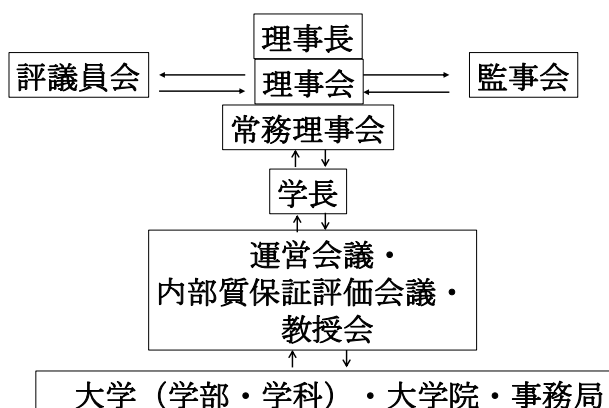 理事長
評議員会
理事会
監事会
常務理事会
学長
運営会議・
内部質保証評価会議・
教授会
大学（学部・学科）・大学院・事務局